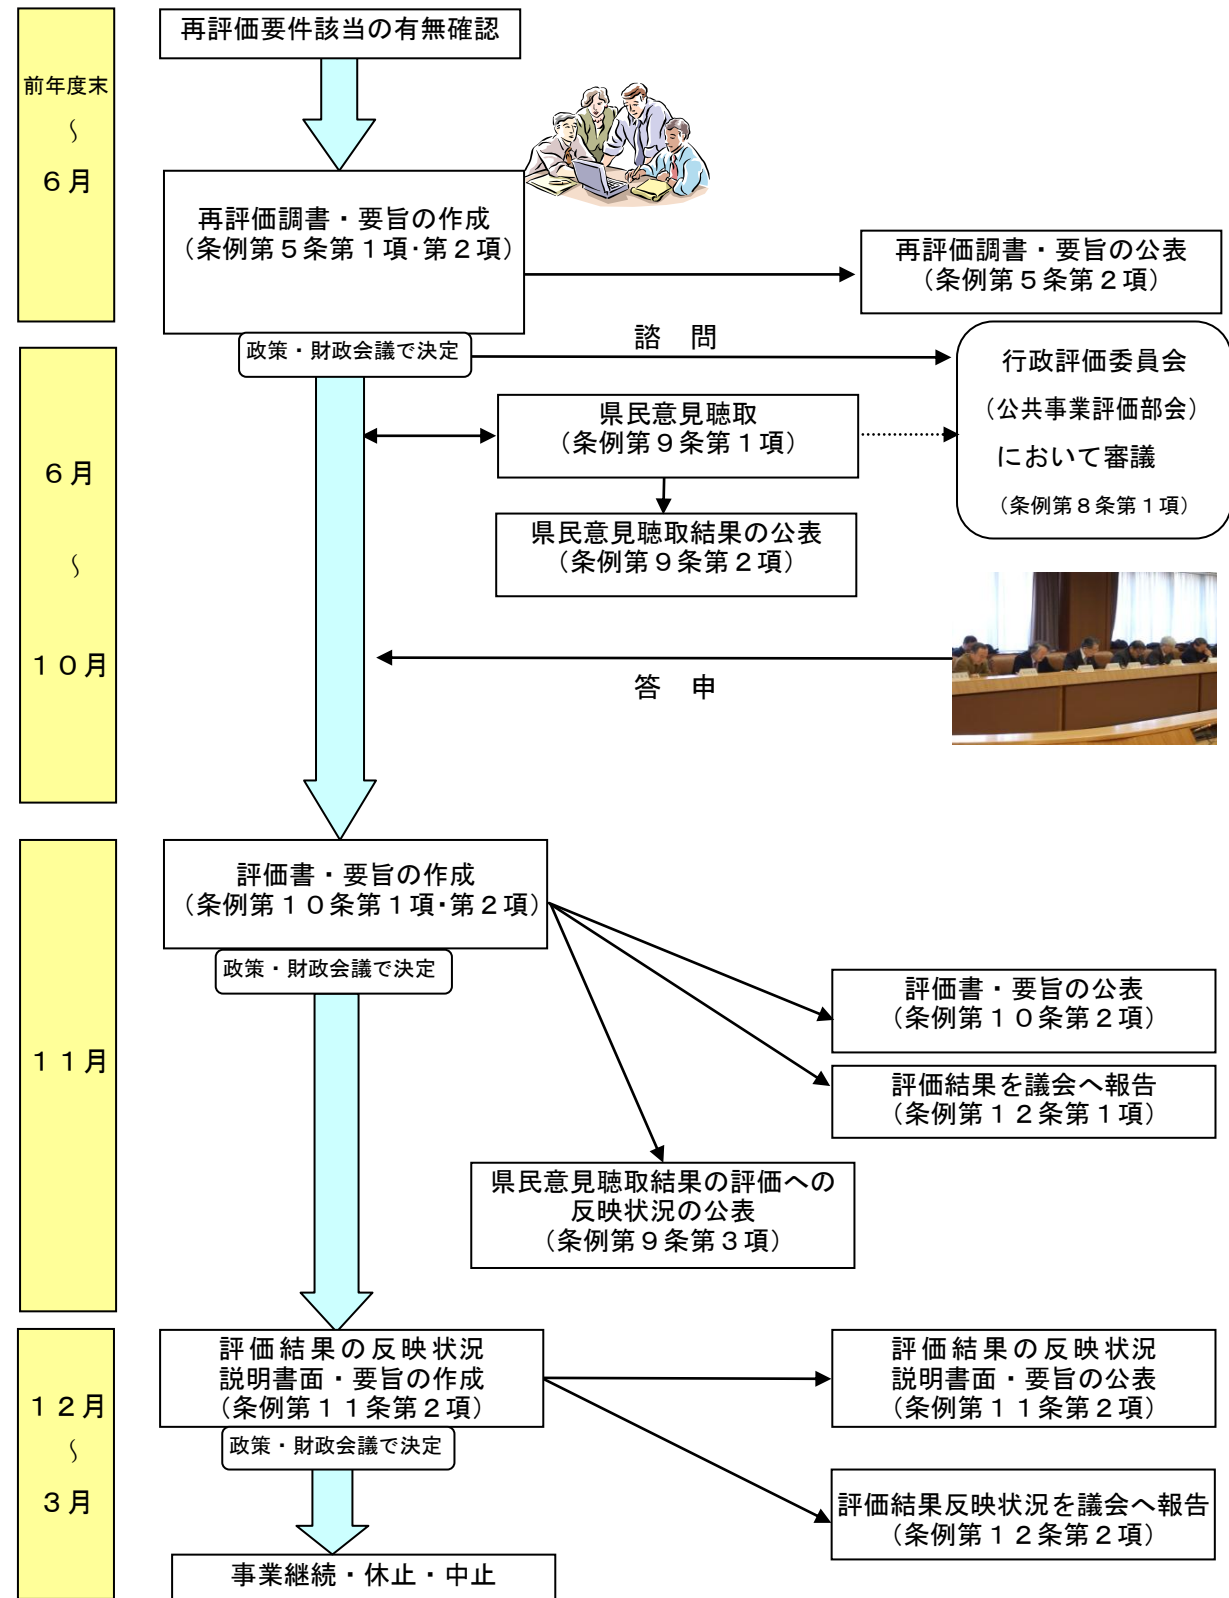 前年度末
～
６月
再評価要件該当の有無確認
再評価調書・要旨の作成
（条例第５条第１項・第２項）
再評価調書・要旨の公表
（条例第５条第２項）
政策・財政会議で決定
諮　問
行政評価委員会
（公共事業評価部会）
において審議
（条例第８条第１項）
６月
～
１０月
県民意見聴取
（条例第９条第１項）
県民意見聴取結果の公表
（条例第９条第２項）
答　申
１１月
評価書・要旨の作成
（条例第１０条第１項・第２項）
政策・財政会議で決定
評価書・要旨の公表
（条例第１０条第２項）
評価結果を議会へ報告
（条例第１２条第１項）
県民意見聴取結果の評価への
反映状況の公表
（条例第９条第３項）
１２月
～
３月
評価結果の反映状況
説明書面・要旨の作成
（条例第１１条第２項）
政策・財政会議で決定
評価結果の反映状況
説明書面・要旨の公表
（条例第１１条第２項）
評価結果反映状況を議会へ報告
（条例第１２条第２項）
事業継続・休止・中止